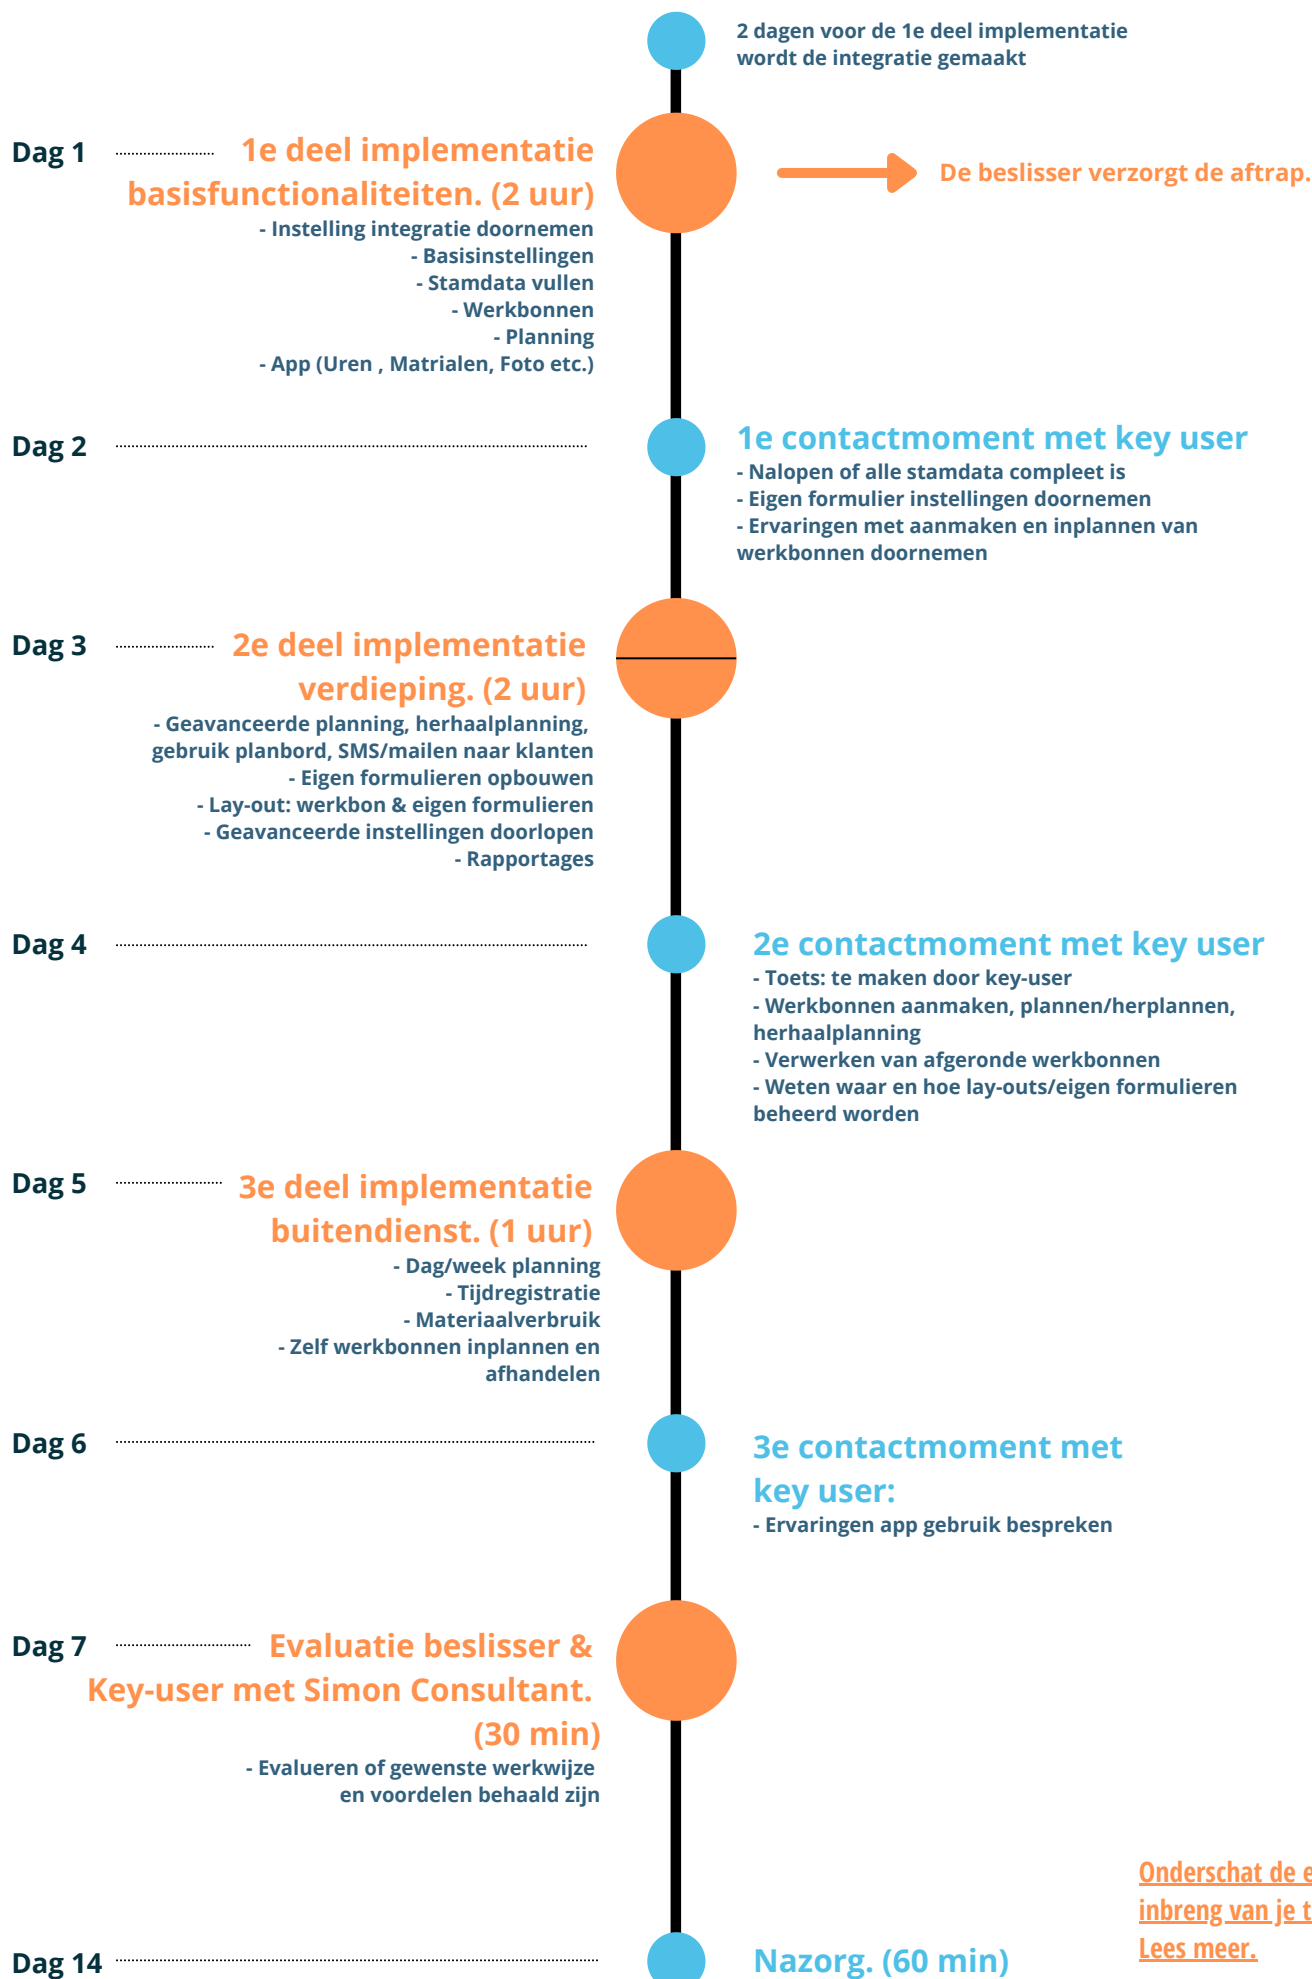 2 dagen voor de 1e deel implementatie
wordt de integratie gemaakt
Dag 1
1e deel implementatie
basisfunctionaliteiten. (2 uur)
- Instelling integratie doornemen
- Basisinstellingen
- Stamdata vullen
- Werkbonnen
- Planning
- App (Uren , Matrialen, Foto etc.)
De beslisser verzorgt de aftrap.
Dag 2
1e contactmoment met key user
- Nalopen of alle stamdata compleet is
- Eigen formulier instellingen doornemen
- Ervaringen met aanmaken en inplannen van
werkbonnen doornemen
Dag 3
2e deel implementatie
verdieping. (2 uur)
- Geavanceerde planning, herhaalplanning,
gebruik planbord, SMS/mailen naar klanten
- Eigen formulieren opbouwen
- Lay-out: werkbon & eigen formulieren
- Geavanceerde instellingen doorlopen
- Rapportages
Dag 4
2e contactmoment met key user
- Toets: te maken door key-user
- Werkbonnen aanmaken, plannen/herplannen,
herhaalplanning
- Verwerken van afgeronde werkbonnen
- Weten waar en hoe lay-outs/eigen formulieren
beheerd worden
Dag 5
3e deel implementatie
buitendienst. (1 uur)
- Dag/week planning
- Tijdregistratie
- Materiaalverbruik
- Zelf werkbonnen inplannen en
afhandelen
Dag 6
3e contactmoment met
key user:
- Ervaringen app gebruik bespreken
Dag 7
Evaluatie beslisser &
Key-user met Simon Consultant.
(30 min)
- Evalueren of gewenste werkwijze
en voordelen behaald zijn
Onderschat de
inbreng van je
Lees meer.
Dag 14
Nazorg. (60 min)